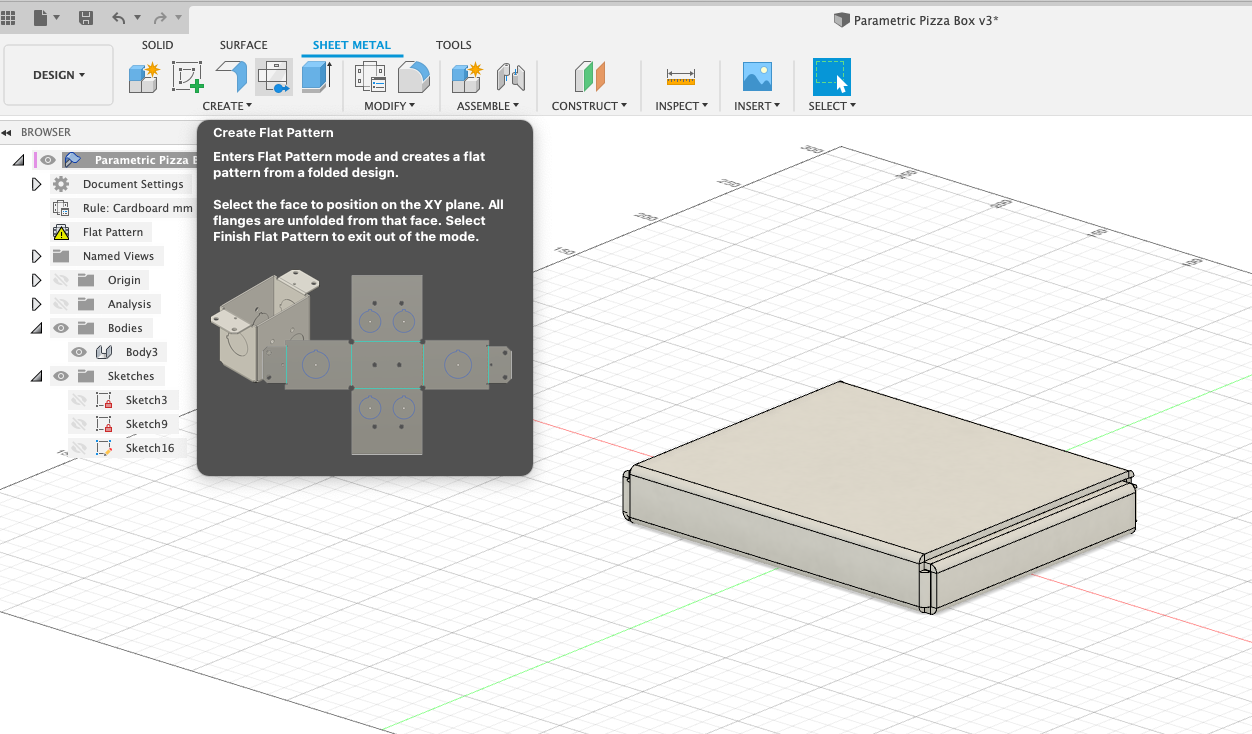 Parametric Pizza Box v3*
SOLID
SURFACE
SHEET METAL
TOOLS
DESIGN
CREATE
MODIFY
ASSEMBLE
CONSTRUCT
INSPECT
INSERT
SELECT
BROWSER
Parametric Pizza B
Document Settings
Rule: Cardboard mm
Flat Pattern
Named Views
Origin
Analysis
Bodies
Body3
Sketches
Sketch3
Sketch9
Sketch16
Create Flat Pattern
Enters Flat Pattern mode and creates a flat
pattern from a folded design.
Select the face to position on the XY plane. All
flanges are unfolded from that face. Select
Finish Flat Pattern to exit out of the mode.
300
250
200
150
250
200
150
100